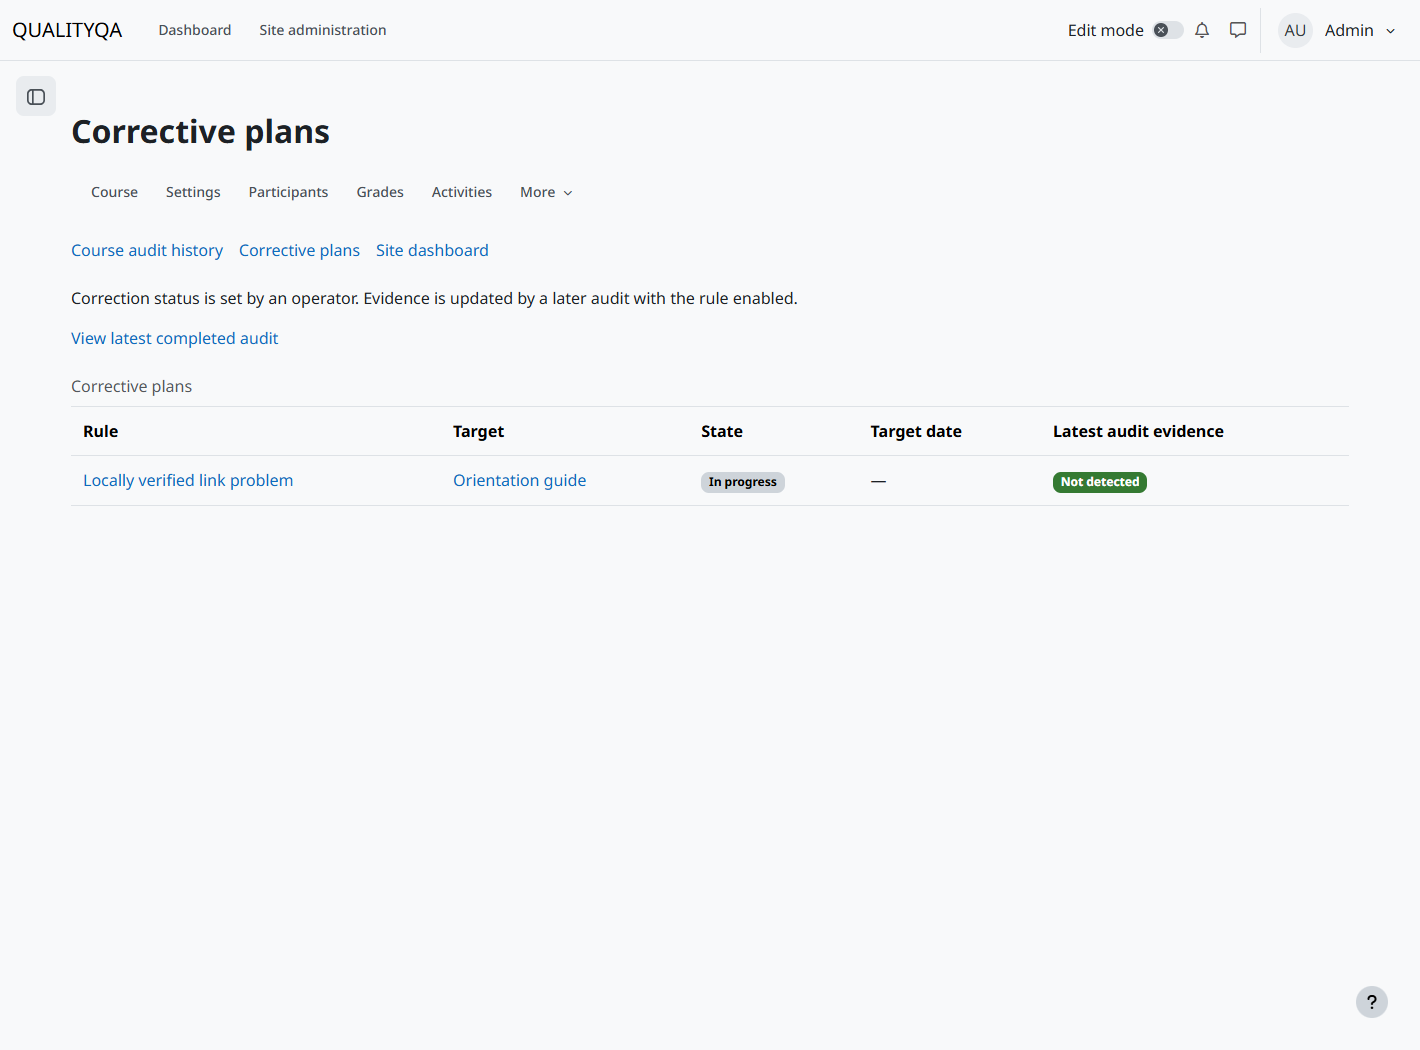 QUALITYQA Dashboard Site administration Edit mode AU Admin
Corrective plans
Course Settings Participants Grades Activities More
Course audit history Corrective plans Site dashboard
Correction status is set by an operator. Evidence is updated by a later audit with the rule enabled.
View latest completed audit
Corrective plans
Rule Target State Target date Latest audit evidence
Locally verified link problem Orientation guide In progress — Not detected
?